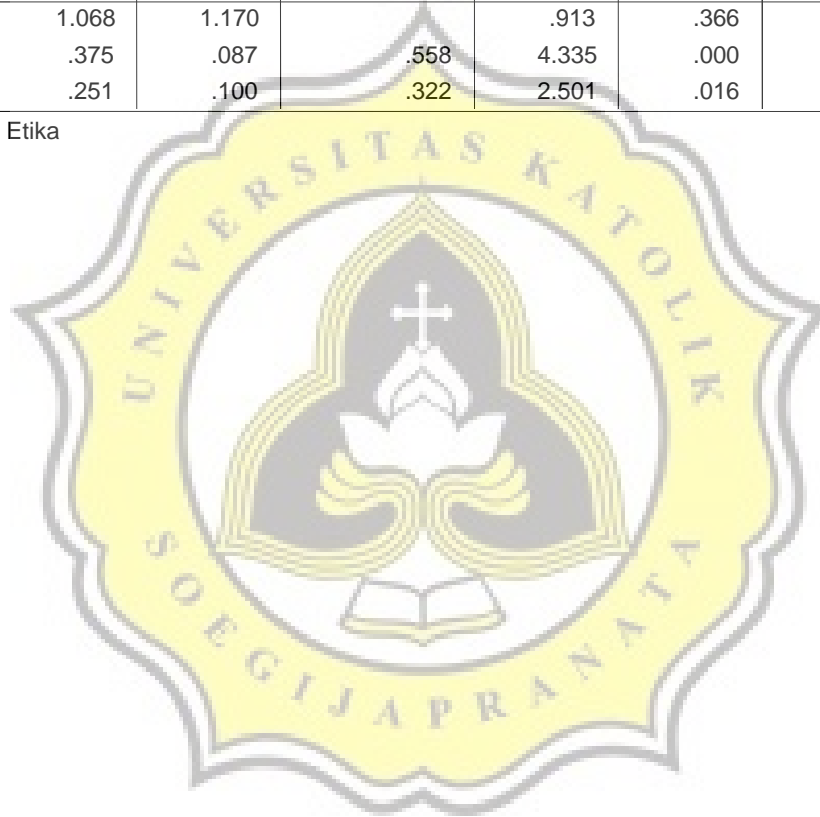 1.068 1.170 .913 .366
.375 .087 .558 4.335 .000
.251 .100 .322 2.501 .016
Etika
UNIVERSITAS KATOLIK
SOEGIJAPRANATA